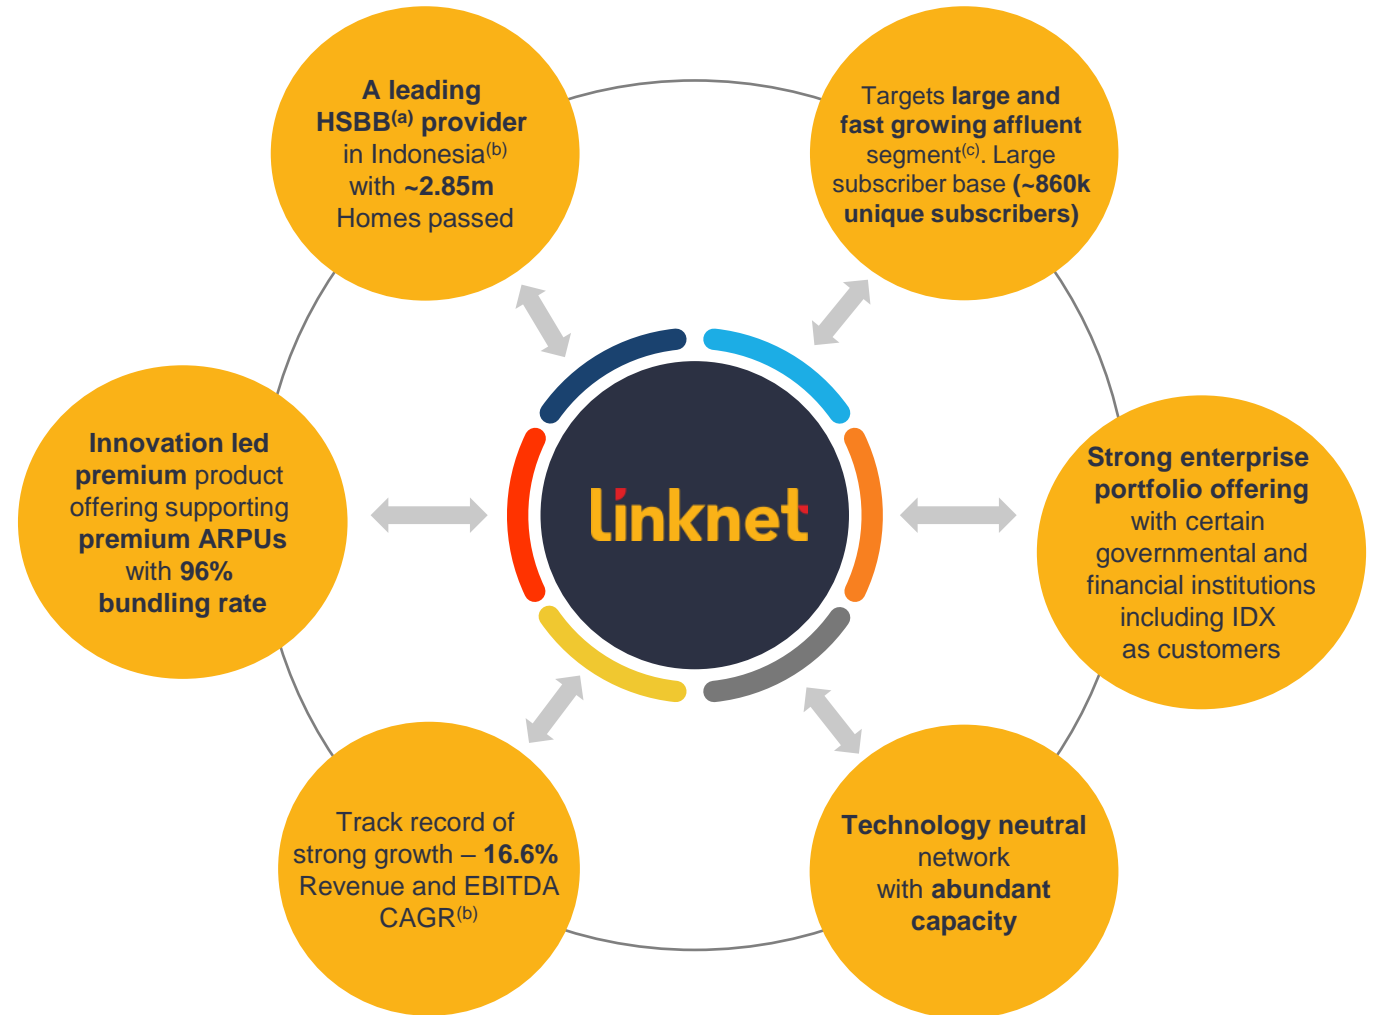 A leading
HSBB(a) provider
in Indonesia(b)
with ~2.85m
Homes passed
Targets large and
fast growing affluent
segment(c). Large
subscriber base (~860k
unique subscribers)
Innovation led
premium product
offering supporting
premium ARPUs
with 96%
bundling rate
linknet
Strong enterprise
portfolio offering
with certain
governmental and
financial institutions
including IDX
as customers
Track record of
strong growth – 16.6%
Revenue and EBITDA
CAGR(b)
Technology neutral
network
with abundant
capacity